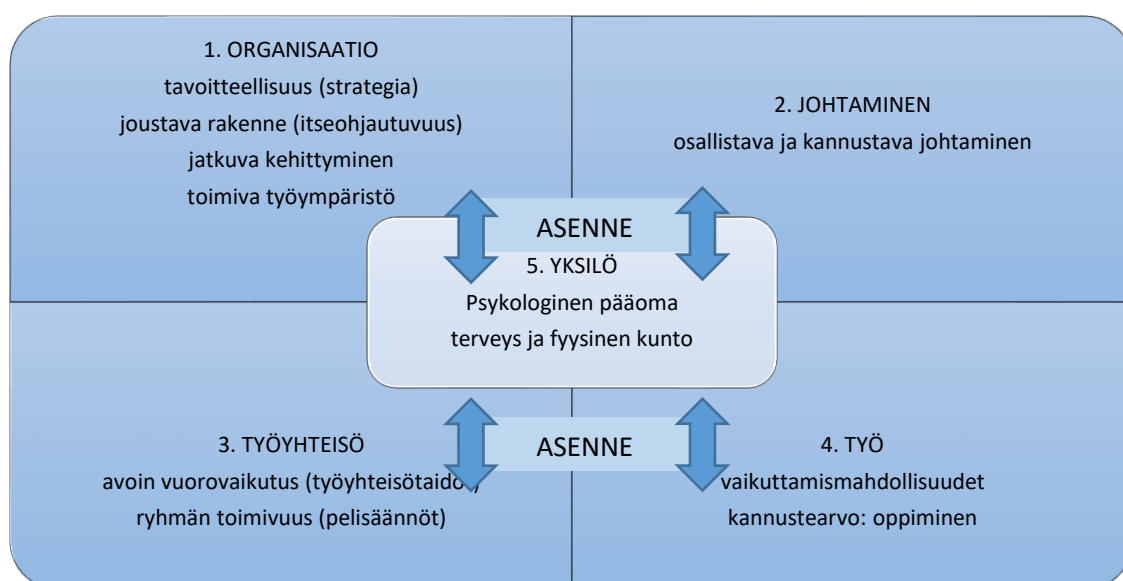 1. ORGANISAATIO
tavoitteellisuus (strategia)
joustava rakenne (itseohjautuvuus)
jatkuva kehittyminen
toimiva työympäristö
2. JOHTAMINEN
osallistava ja kannustava johtaminen
ASENNE
5. YKSILÖ
Psykologinen pääoma
terveys ja fyysinen kunto
3. TYÖYHTEISÖ
avoin vuorovaikutus
ryhmän toimivuus (pelisäännöt)
ASENNE
4. TYÖ
vaikuttamismahdollisuudet
kannustearvo: oppiminen